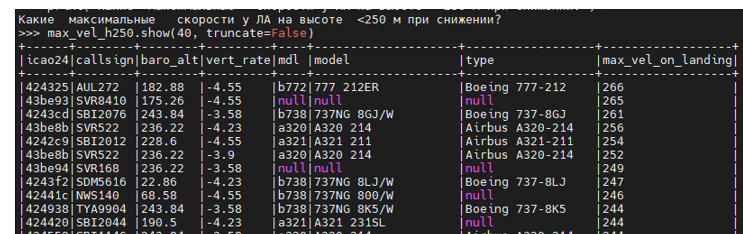 Какие  максимальные   скорости у ЛА на высоте  <250 м при снижении?
>>> max_vel_h250.show(40, truncate=False)
+------+--------+--------+---------+----+----------------------+------------------+------------------+
|icao24|callsign|baro_alt|vert_rate|mdl |model |type |max_vel_on_landing|
+------+--------+--------+---------+----+----------------------+------------------+------------------+
|424325|AUL272 |182.88 |-4.55 |b772|777 212ER |Boeing 777-212 |266 |
|43be93|SVR8410 |175.26 |-4.55 |null|null |null |265 |
|4243cd|SBI2076 |243.84 |-3.58 |b738|737NG 8GJ/W |Boeing 737-8GJ |261 |
|43be8b|SVR522 |236.22 |-4.23 |a320|A320 214 |Airbus A320-214 |256 |
|4242c9|SBI2012 |228.6 |-4.55 |a321|A321 211 |Airbus A321-211 |254 |
|43be8b|SVR522 |236.22 |-3.9 |a320|A320 214 |Airbus A320-214 |252 |
|43be94|SVR168 |236.22 |-3.58 |null|null |null |249 |
|4243f2|SDM5616 |22.86 |-4.23 |b738|737NG 8LJ/W |Boeing 737-8LJ |247 |
|42441c|NWS140 |68.58 |-4.55 |b738|737NG 800/W |null |246 |
|424938|TYA9904 |243.84 |-3.58 |b738|737NG 8K5/W |Boeing 737-8K5 |244 |
|424420|SBI2044 |190.5 |-4.23 |a321|A321 231SL |null |244 |